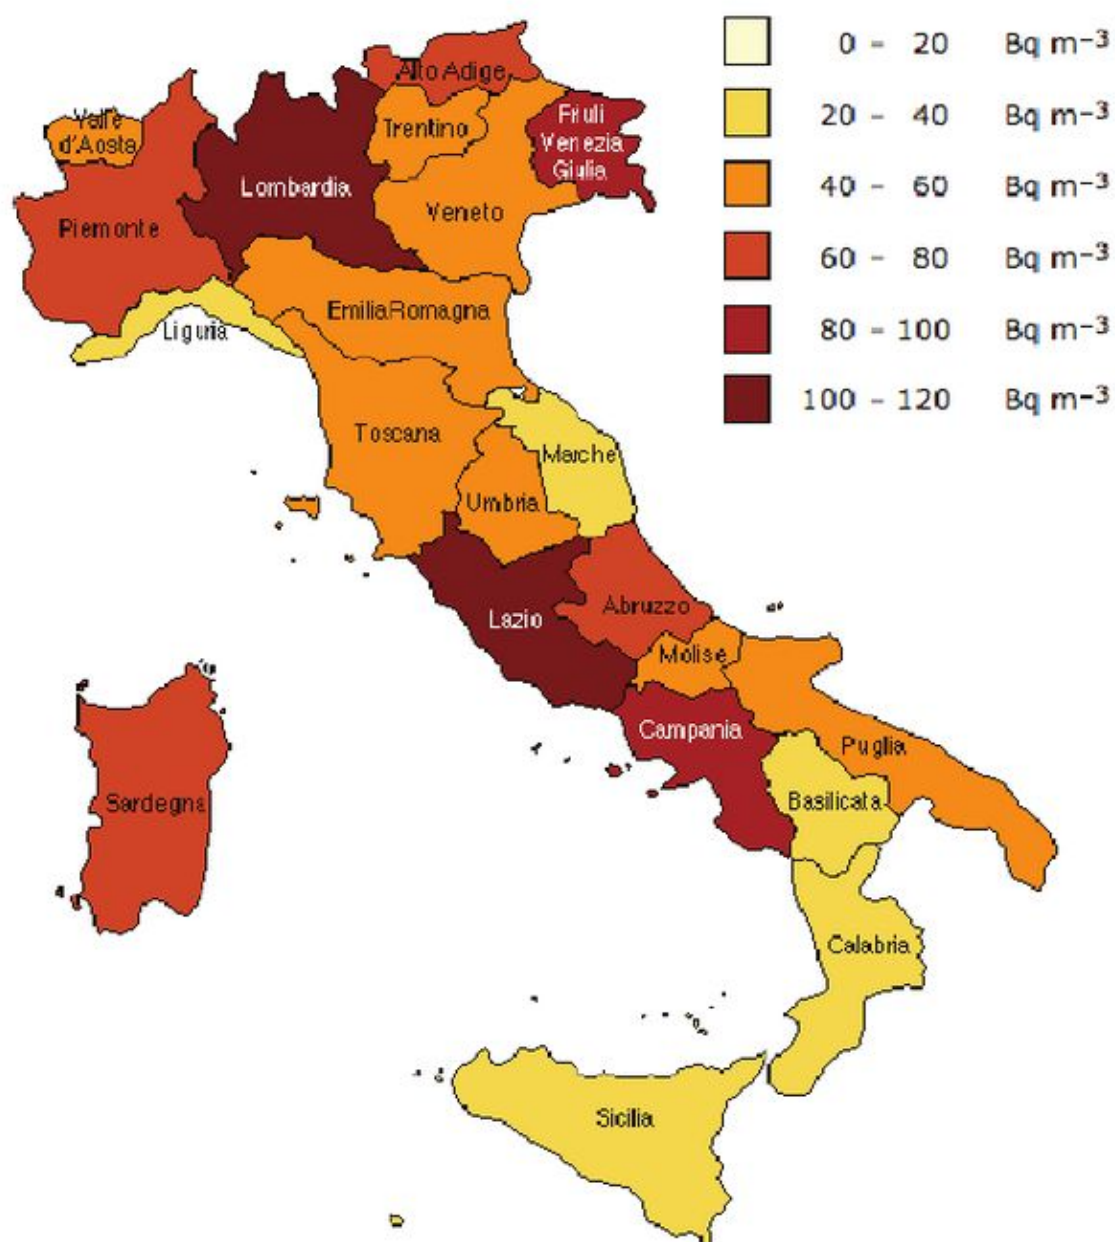 0 – 20 Bq m⁻³
20 – 40 Bq m⁻³
40 – 60 Bq m⁻³
60 – 80 Bq m⁻³
80 – 100 Bq m⁻³
100 – 120 Bq m⁻³
Alto Adige
Valle
d'Aosta
Trentino
Friuli
Venezia
Giulia
Lombardia
Veneto
Piemonte
Emilia Romagna
Liguria
Toscana
Marche
Umbria
Lazio
Abruzzo
Molise
Campania
Puglia
Basilicata
Sardegna
Calabria
Sicilia